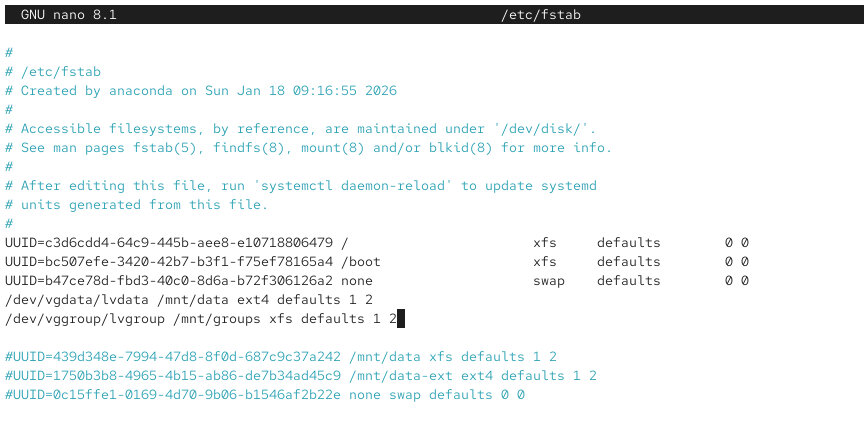 GNU nano 8.1 /etc/fstab
#
# /etc/fstab
# Created by anaconda on Sun Jan 18 09:16:55 2026
#
# Accessible filesystems, by reference, are maintained under '/dev/disk/'.
# See man pages fstab(5), findfs(8), mount(8) and/or blkid(8) for more info.
#
# After editing this file, run 'systemctl daemon-reload' to update systemd
# units generated from this file.
#
UUID=c3d6cdd4-64c9-445b-aee8-e10718806479 / xfs defaults 0 0
UUID=bc507efe-3420-42b7-b3f1-f75ef78165a4 /boot xfs defaults 0 0
UUID=b47ce78d-fbd3-40c0-8d6a-b72f306126a2 none swap defaults 0 0
/dev/vgdata/lvdata /mnt/data ext4 defaults 1 2
/dev/vggroup/lvgroup /mnt/groups xfs defaults 1 2
#UUID=439d348e-7994-47d8-8f0d-687c9c37a242 /mnt/data xfs defaults 1 2
#UUID=1750b3b8-4965-4b15-ab86-de7b34ad45c9 /mnt/data-ext ext4 defaults 1 2
#UUID=0c15ffe1-0169-4d70-9b06-b1546af2b22e none swap defaults 0 0